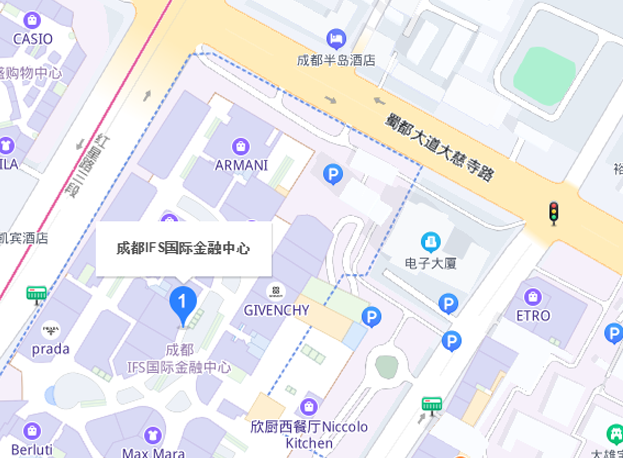 CASIO
盛购物中心
成都半岛酒店
蜀都大道大慈寺路
红星路三段
ILA
ARMANI
P
凯宾酒店
成都IFS国际金融中心
电子大厦
1
GIVENCHY
P
P
ETRO
P
PRADA
prada
P
成都
IFS国际金融中心
欣厨西餐厅Niccolo
Kitchen
Berluti
Max Mara
大雄宝